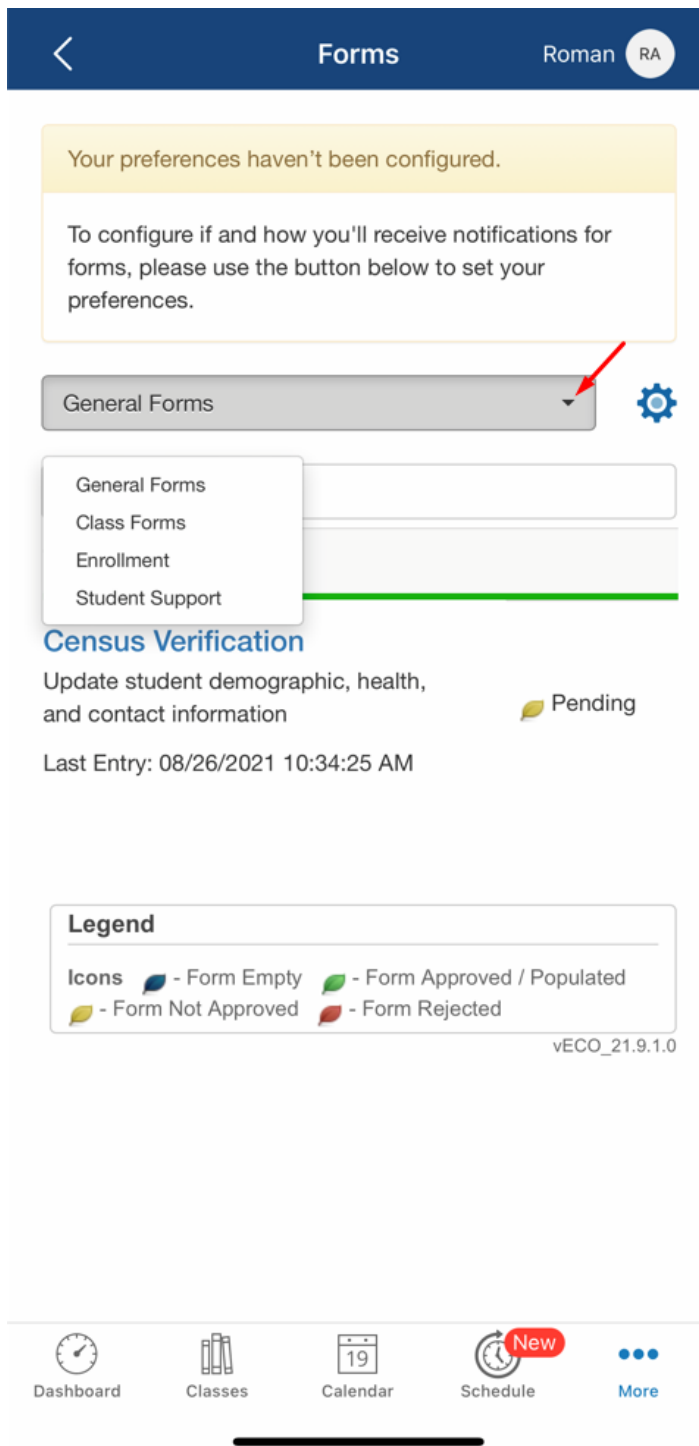 Forms
Roman RA
Your preferences haven’t been configured.
To configure if and how you'll receive notifications for
forms, please use the button below to set your
preferences.
General Forms
General Forms
Class Forms
Enrollment
Student Support
Census Verification
Update student demographic, health,
and contact information
Pending
Last Entry: 08/26/2021 10:34:25 AM
Legend
Icons - Form Empty - Form Approved / Populated
- Form Not Approved - Form Rejected
vECO_21.9.1.0
19
New
Dashboard Classes Calendar Schedule More